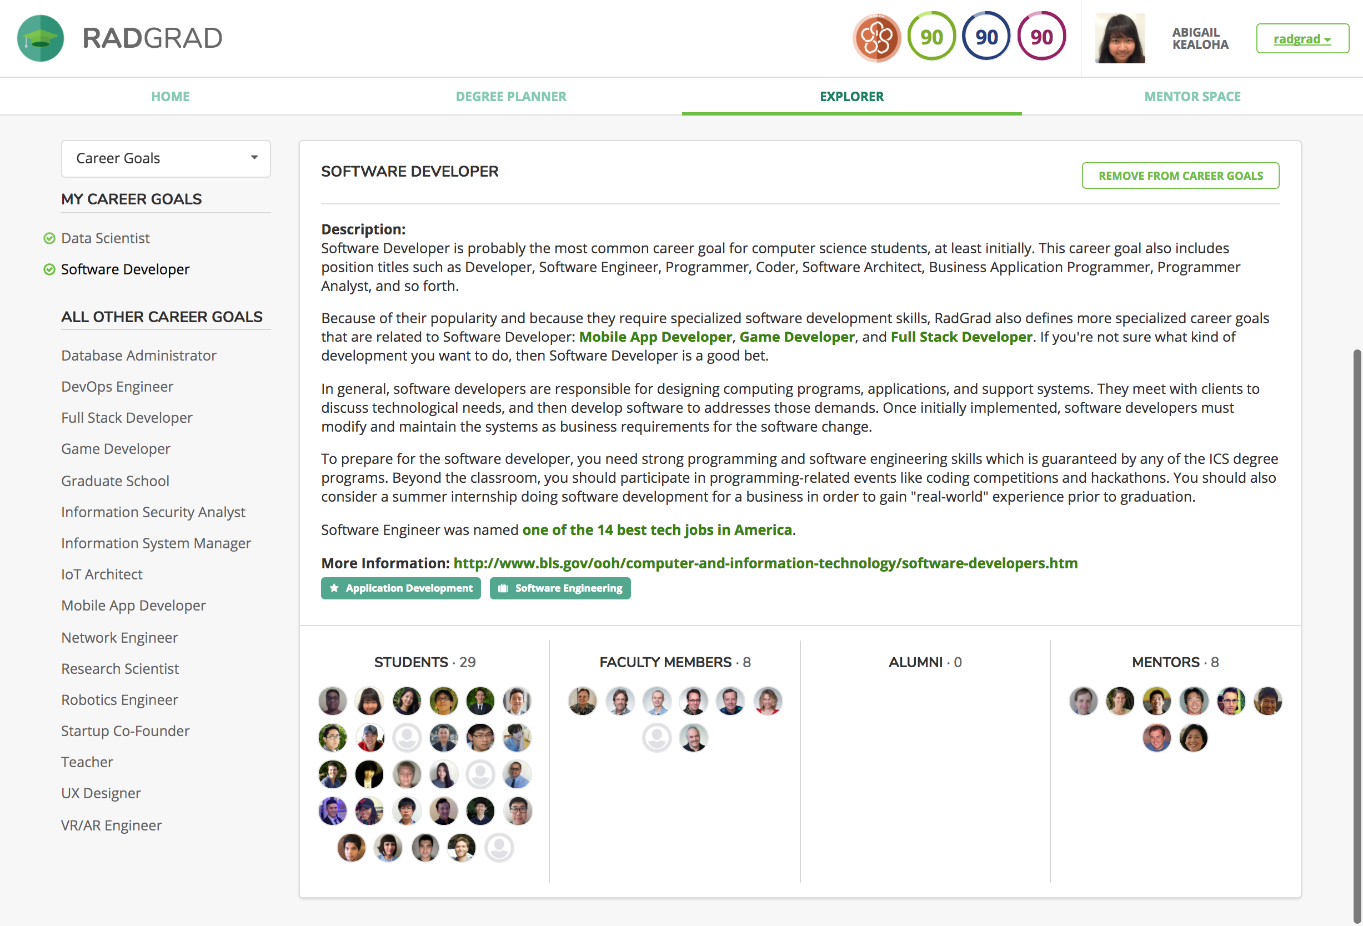 RADGRAD
90
90
90
ABIGAIL
KEALOHA
radgrad
HOME
DEGREE PLANNER
EXPLORER
MENTOR SPACE
Career Goals
MY CAREER GOALS
Data Scientist
Software Developer
ALL OTHER CAREER GOALS
Database Administrator
DevOps Engineer
Full Stack Developer
Game Developer
Graduate School
Information Security Analyst
Information System Manager
IoT Architect
Mobile App Developer
Network Engineer
Research Scientist
Robotics Engineer
Startup Co-Founder
Teacher
UX Designer
VR/AR Engineer
SOFTWARE DEVELOPER
REMOVE FROM CAREER GOALS
Description:
Software Developer is probably the most common career goal for computer science students, at least initially. This career goal also includes
position titles such as Developer, Software Engineer, Programmer, Coder, Software Architect, Business Application Programmer, Programmer
Analyst, and so forth.
Because of their popularity and because they require specialized software development skills, RadGrad also defines more specialized career goals
that are related to Software Developer: Mobile App Developer, Game Developer, and Full Stack Developer. If you're not sure what kind of
development you want to do, then Software Developer is a good bet.
In general, software developers are responsible for designing computing programs, applications, and support systems. They meet with clients to
discuss technological needs, and then develop software to addresses those demands. Once initially implemented, software developers must
modify and maintain the systems as business requirements for the software change.
To prepare for the software developer, you need strong programming and software engineering skills which is guaranteed by any of the ICS degree
programs. Beyond the classroom, you should participate in programming-related events like coding competitions and hackathons. You should also
consider a summer internship doing software development for a business in order to gain "real-world" experience prior to graduation.
Software Engineer was named one of the 14 best tech jobs in America.
More Information: http://www.bls.gov/ooh/computer-and-information-technology/software-developers.htm
Application Development
Software Engineering
STUDENTS · 29
FACULTY MEMBERS · 8
ALUMNI · 0
MENTORS · 8